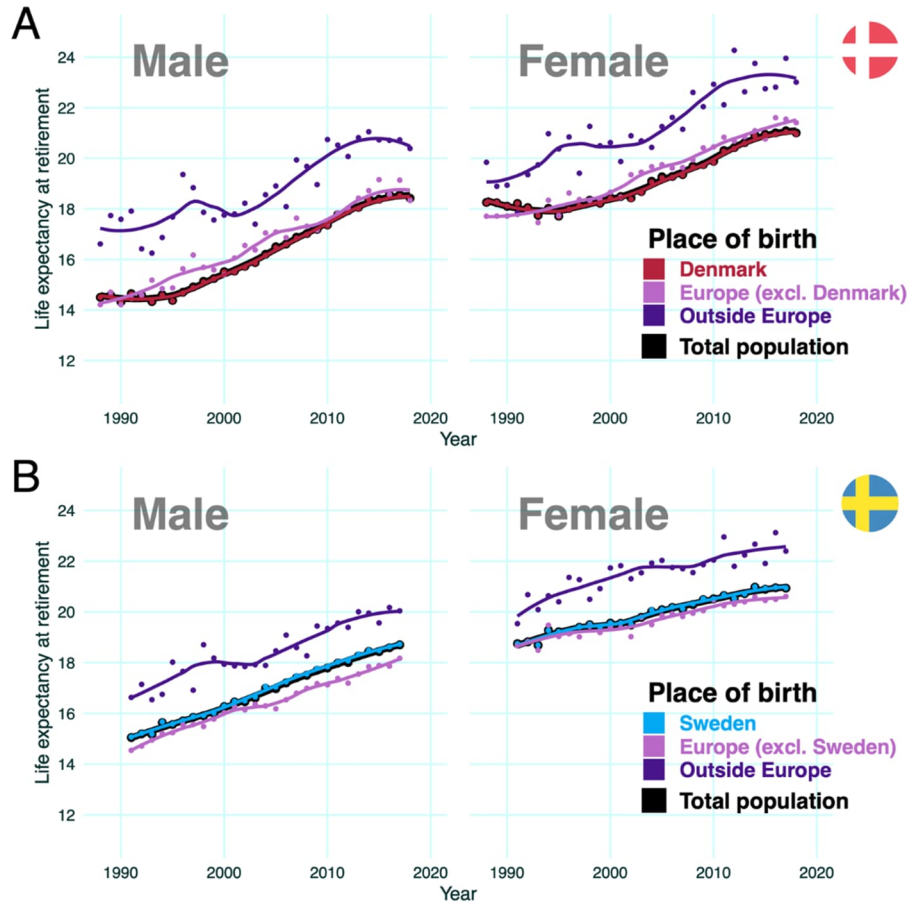 A
Male
Female
Life expectancy at retirement
24
22
20
18
16
14
12
Place of birth
Denmark
Europe (excl. Denmark)
Outside Europe
Total population
1990
2000
2010
2020
1990
2000
2010
2020
Year
B
Male
Female
Life expectancy at retirement
24
22
20
18
16
14
12
Place of birth
Sweden
Europe (excl. Sweden)
Outside Europe
Total population
1990
2000
2010
2020
1990
2000
2010
2020
Year